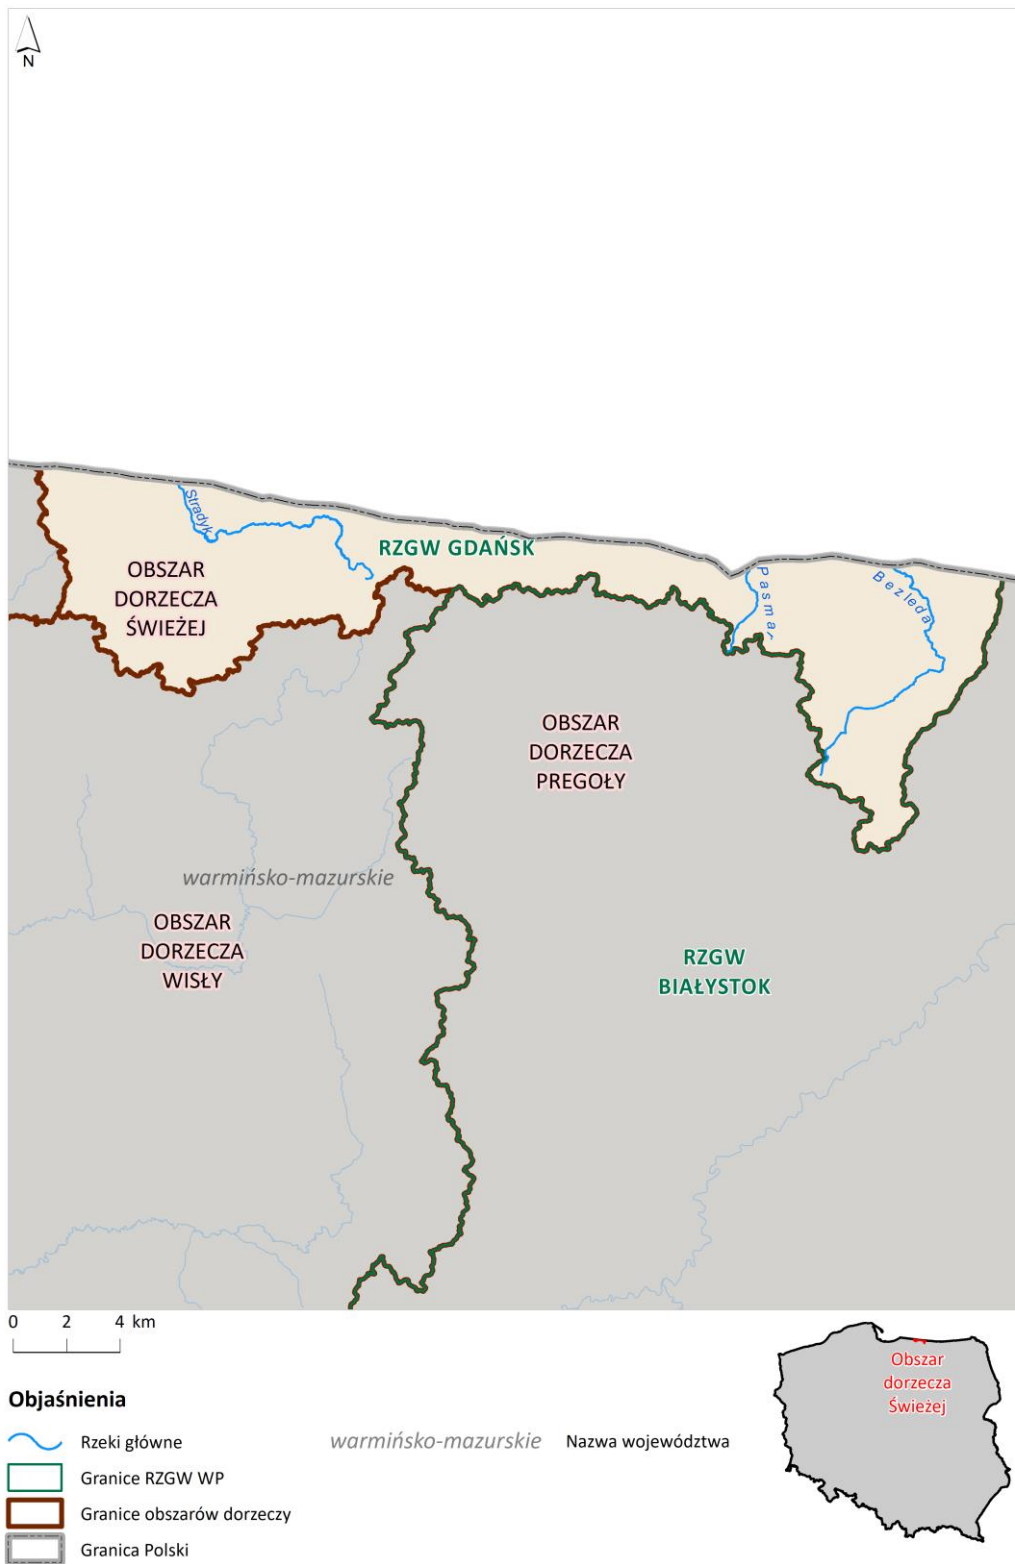 N
Stradyk
RZGW GDAŃSK
OBSZAR
DORZECZA
ŚWIEŻEJ
Pasmar
Bezleda
OBSZAR
DORZECZA
PREGOŁY
warmińsko-mazurskie
OBSZAR
DORZECZA
WISŁY
RZGW
BIAŁYSTOK
0 2 4 km
Obszar
dorzecza
Świeżej
Objaśnienia
Rzeki główne
warmińsko-mazurskie Nazwa województwa
Granice RZGW WP
Granice obszarów dorzeczy
Granica Polski